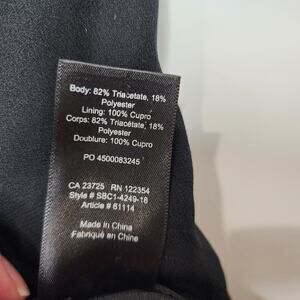 Body: 82% Triacetate, 18%
Polyester
Lining: 100% Cupro
Corps: 82% Triacétate, 18%
Polyester
Doublure: 100% Cupro
PO 4500083245
CA 23725 RN 122354
Style # SBC1-4249-18
Article # 61114
Made in China
Fabriqué en Chine